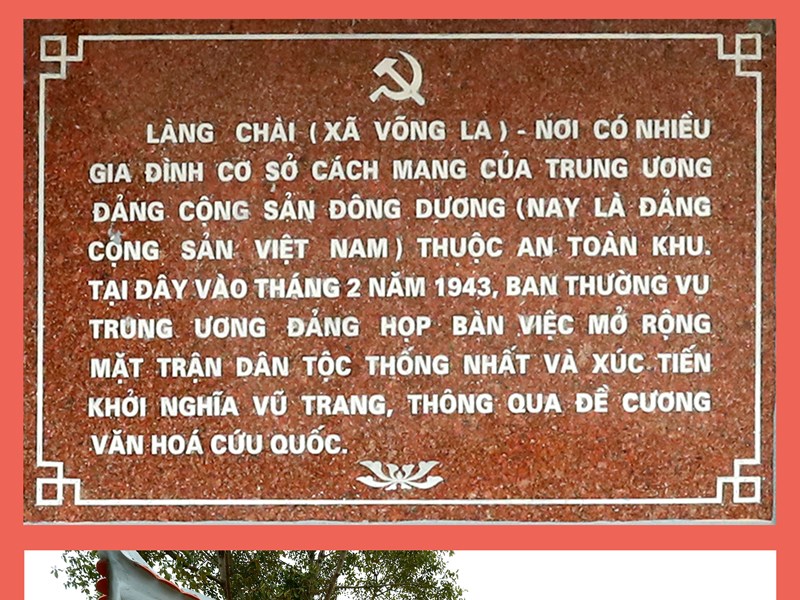 LÀNG CHÀI (XÃ VÕNG LA) - NƠI CÓ NHIỀU
GIA ĐÌNH CƠ SỞ CÁCH MẠNG CỦA TRUNG ƯƠNG
ĐẢNG CỘNG SẢN ĐÔNG DƯƠNG (NAY LÀ ĐẢNG
CỘNG SẢN VIỆT NAM) THUỘC AN TOÀN KHU.
TẠI ĐÂY VÀO THÁNG 2 NĂM 1943, BAN THƯỜNG VỤ
TRUNG ƯƠNG ĐẢNG HỌP BÀN VIỆC MỞ RỘNG
MẶT TRẬN DÂN TỘC THỐNG NHẤT VÀ XÚC TIẾN
KHỞI NGHĨA VŨ TRANG, THÔNG QUA ĐỀ CƯƠNG
VĂN HOÁ CỨU QUỐC.